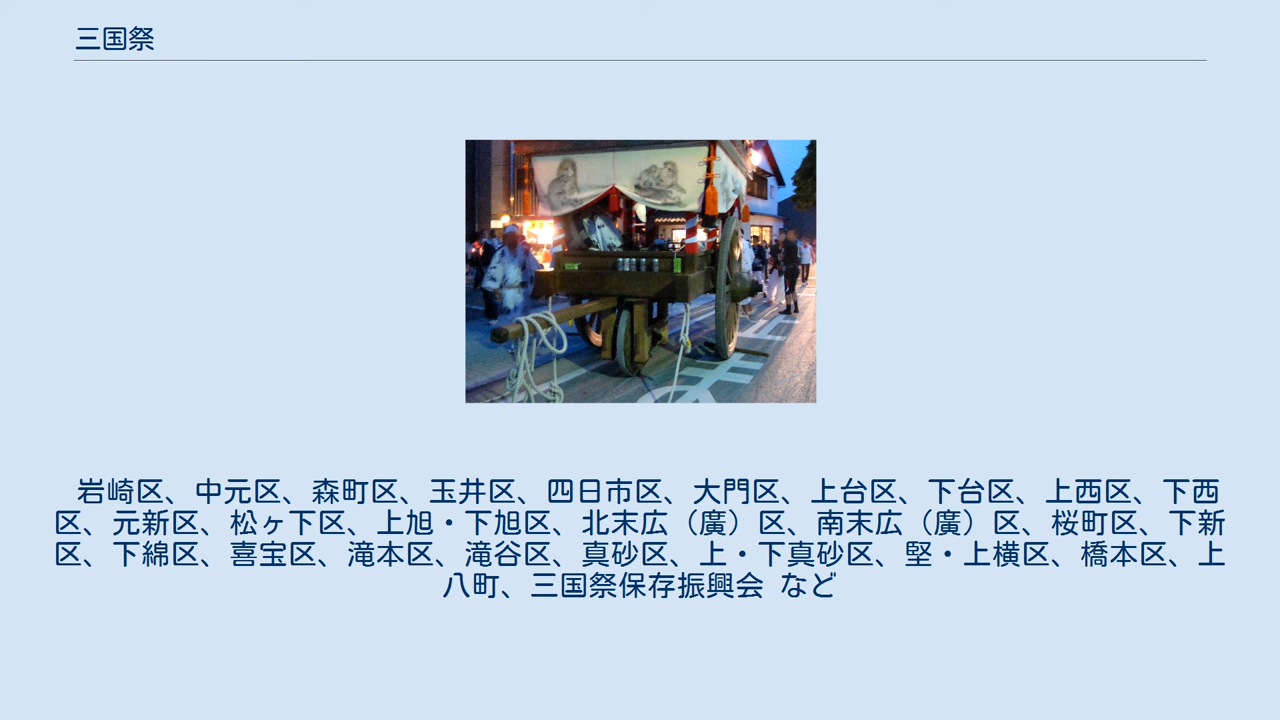 三国祭
岩崎区、中元区、森町区、玉井区、四日市区、大門区、上台区、下台区、上西区、下西
区、元新区、松ヶ下区、上旭・下旭区、北末広（廣）区、南末広（廣）区、桜町区、下新
区、下綿区、喜宝区、滝本区、滝谷区、真砂区、上・下真砂区、堅・上横区、橋本区、上
八町、三国祭保存振興会 など